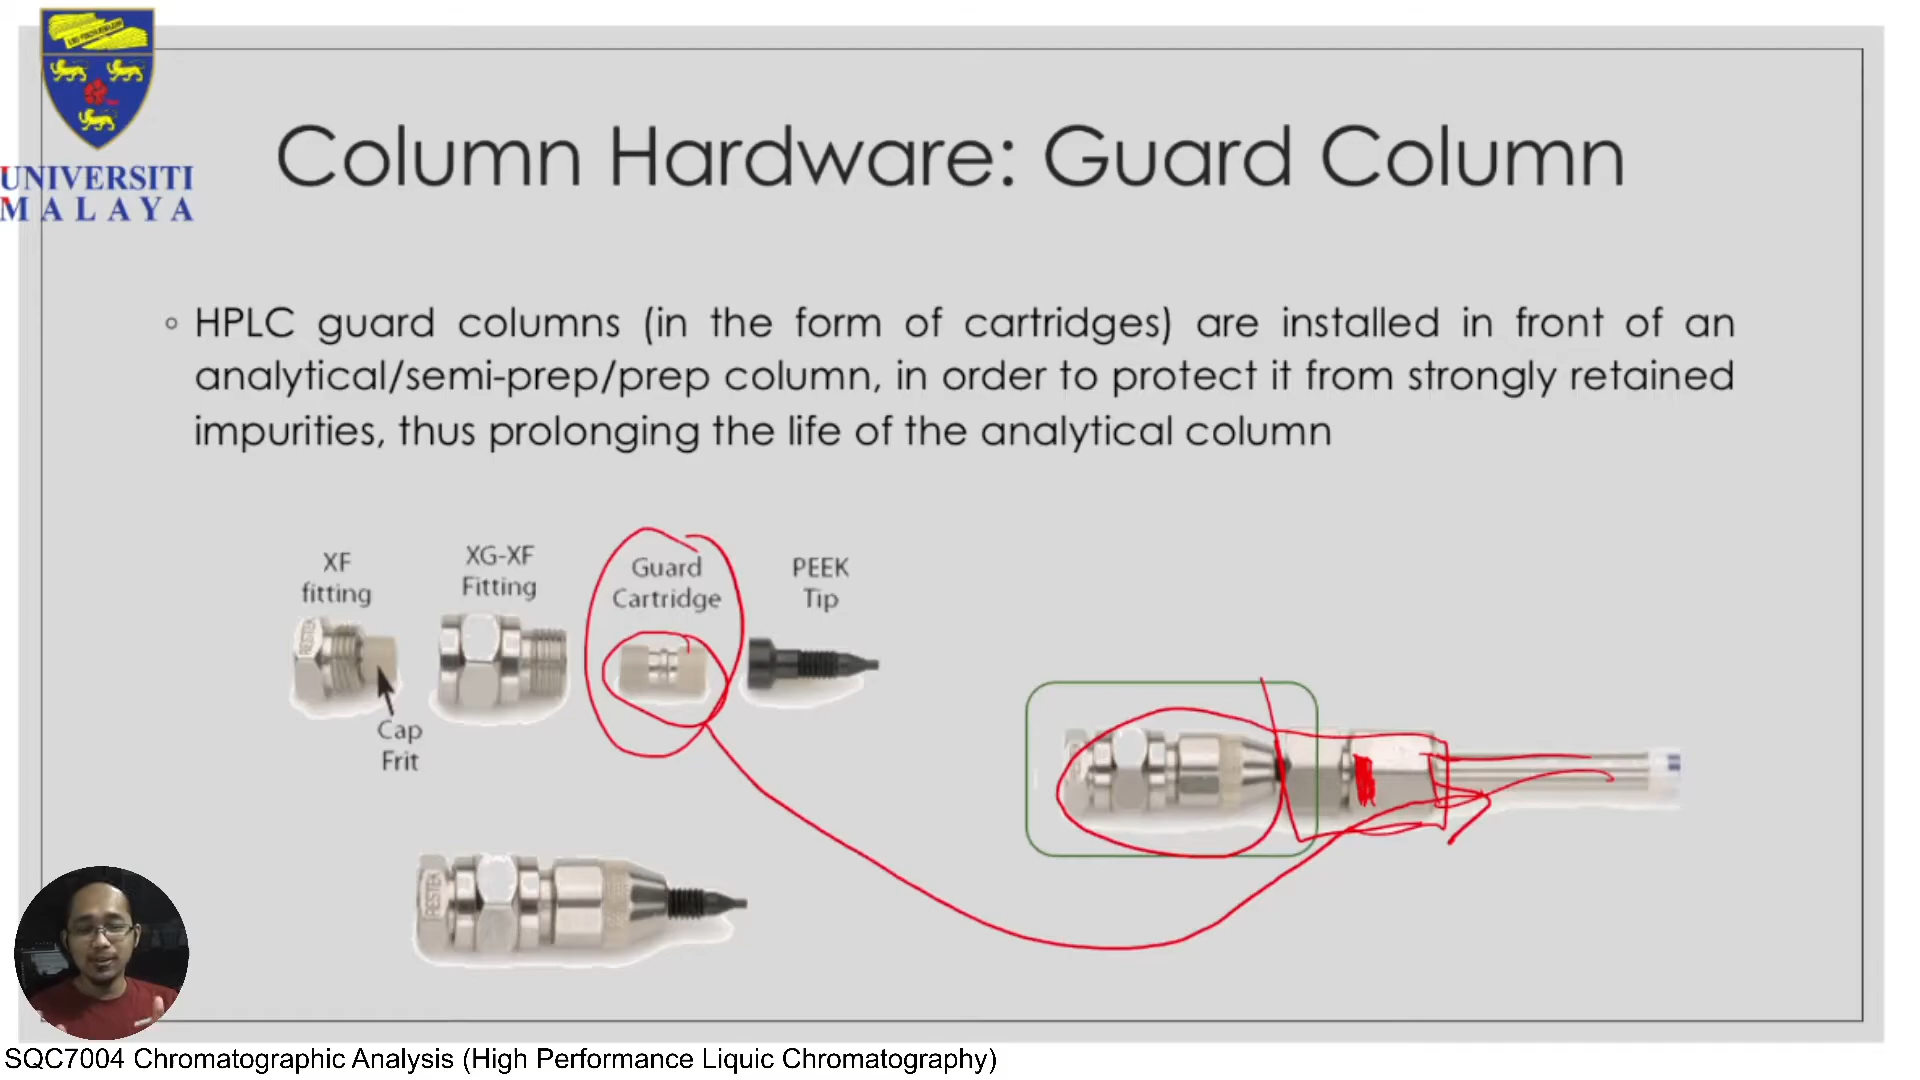 UNIVERSITI
MALAYA
Column Hardware: Guard Column
HPLC guard columns (in the form of cartridges) are installed in front of an
analytical/semi-prep/prep column, in order to protect it from strongly retained
impurities, thus prolonging the life of the analytical column
XF
fitting
XG-XF
Fitting
Guard
Cartridge
PEEK
Tip
RESTEK
Cap
Frit
RESTEK
SQC7004 Chromatographic Analysis (High Performance Liquic Chromatography)